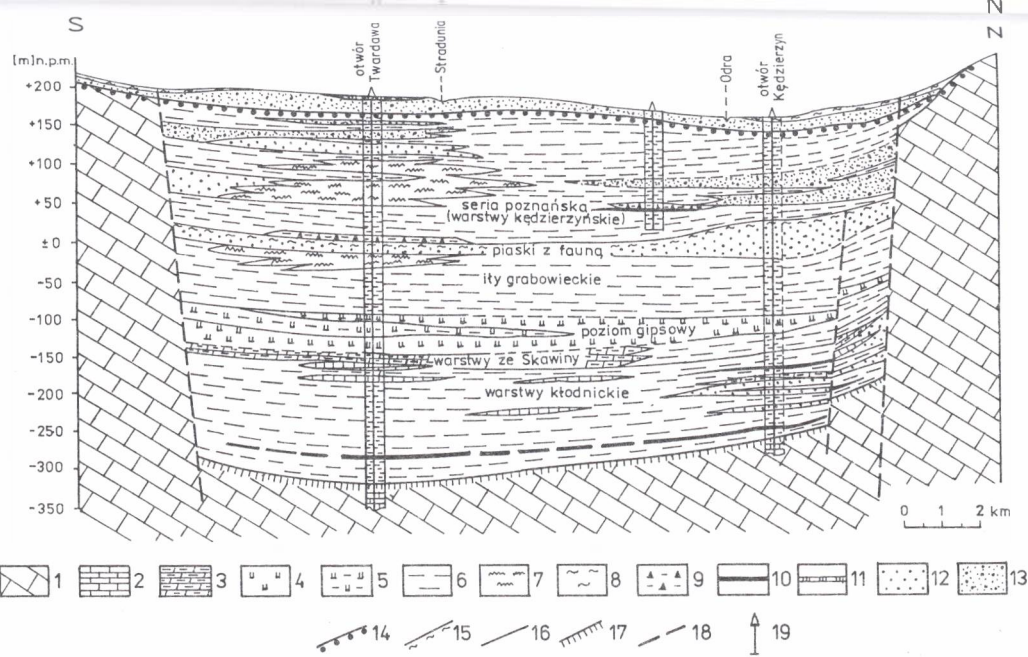 S
N
N
[m]n.p.m.
otwór
Twardawa
Stradunia
Odra
otwór
Kędzierzyn
+200
+150
+100
+50
±0
-50
-100
-150
-200
-250
-300
-350
seria poznańska
(warstwy kędzierzyńskie)
piaski z fauną
iły grabowieckie
poziom gipsowy
warstwy ze Skawiny
warstwy kłodnickie
0 1 2 km
1 2 3 4 5 6 7 8 9 10 11 12 13
14 15 16 17 18 19